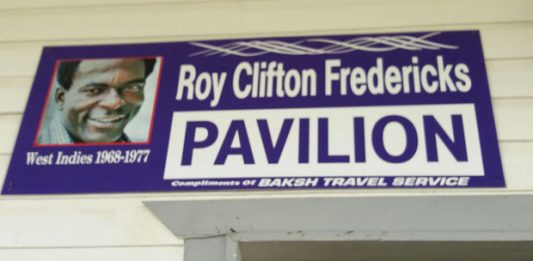 Roy Clifton Fredericks
PAVILION
West Indies 1968-1977
Compliments Of BAKSH TRAVEL SERVICE